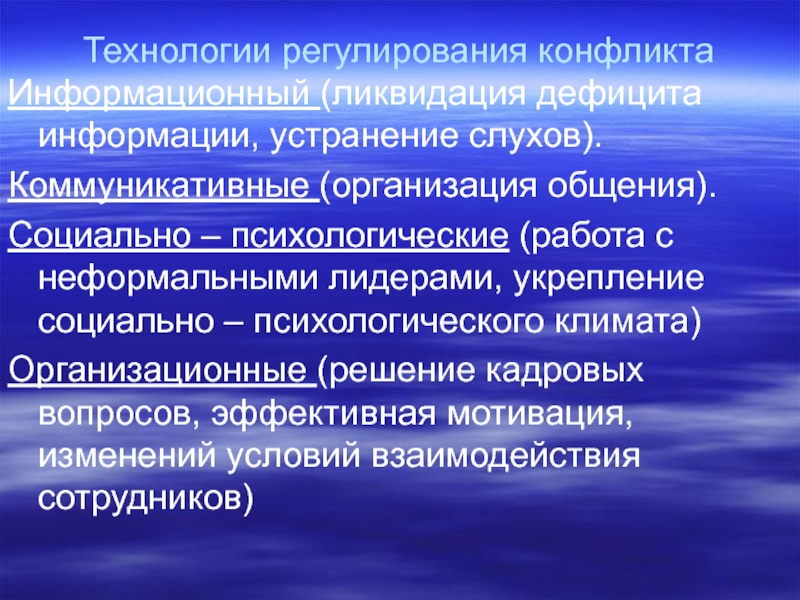 Технологии регулирования конфликта
Информационный (ликвидация дефицита
информации, устранение слухов).
Коммуникативные (организация общения).
Социально – психологические (работа с
неформальными лидерами, укрепление
социально – психологического климата)
Организационные (решение кадровых
вопросов, эффективная мотивация,
изменений условий взаимодействия
сотрудников)